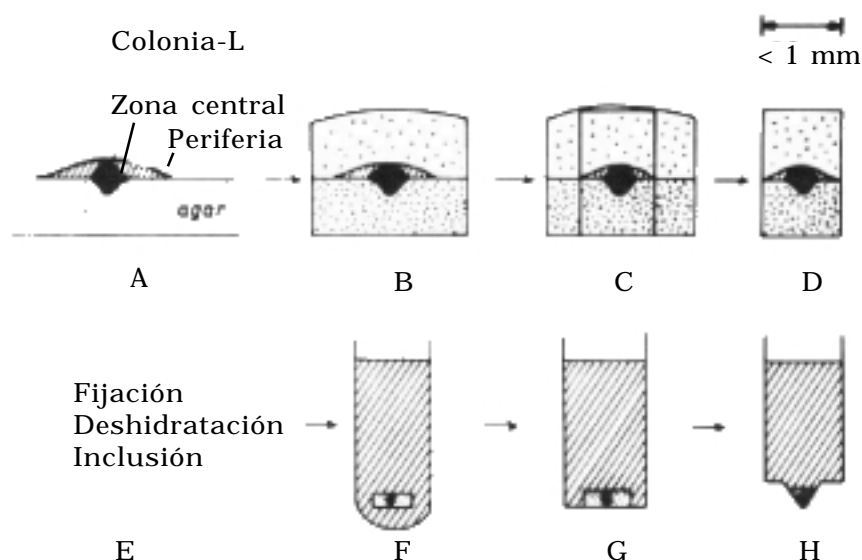 Colonia-L
< 1 mm
Zona central
Periferia
agar
A
B
C
D
Fijación
Deshidratación
Inclusión
E
F
G
H